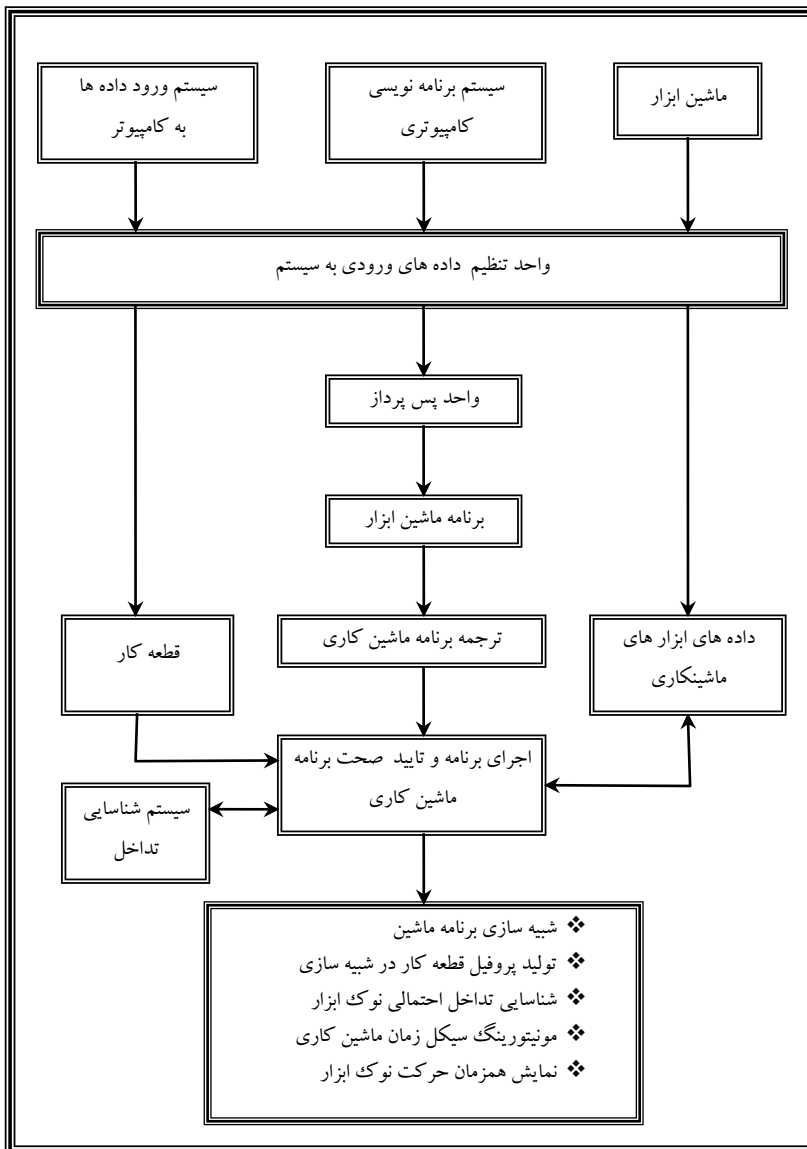 ماشین ابزار
سیستم برنامه نویسی
کامپیوتری
سیستم ورود داده ها
به کامپیوتر
واحد تنظیم داده های ورودی به سیستم
واحد پس پرداز
برنامه ماشین ابزار
داده های ابزار های
ماشینکاری
ترجمه برنامه ماشین کاری
قطعه کار
اجرای برنامه و تایید صحت برنامه
ماشین کاری
سیستم شناسایی
تداخل
❖ شبیه سازی برنامه ماشین
❖ تولید پروفیل قطعه کار در شبیه سازی
❖ شناسایی تداخل احتمالی نوک ابزار
❖ مونیتورینگ سیکل زمان ماشین کاری
❖ نمایش همزمان حرکت نوک ابزار